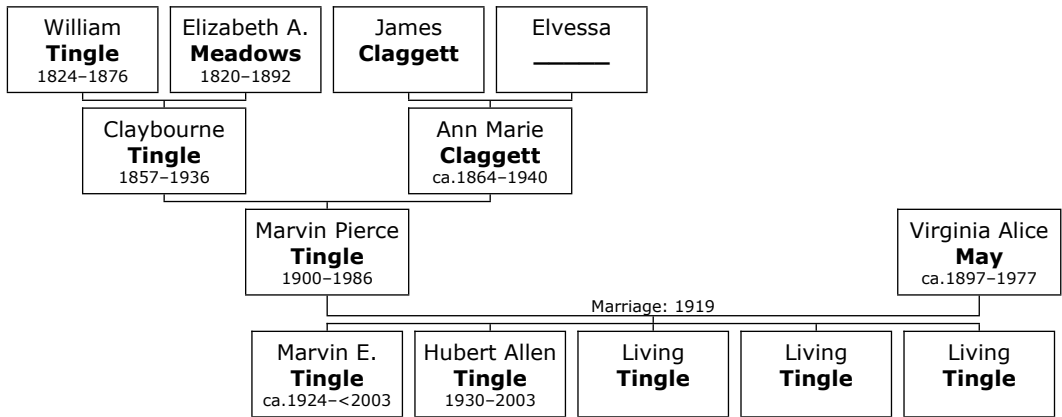 William
Tingle
1824–1876
Elizabeth A.
Meadows
1820–1892
James
Claggett
Elvessa
______
Claybourne
Tingle
1857–1936
Ann Marie
Claggett
ca.1864–1940
Marvin Pierce
Tingle
1900–1986
Virginia Alice
May
ca.1897–1977
Marriage: 1919
Marvin E.
Tingle
ca.1924–<2003
Hubert Allen
Tingle
1930–2003
Living
Tingle
Living
Tingle
Living
Tingle